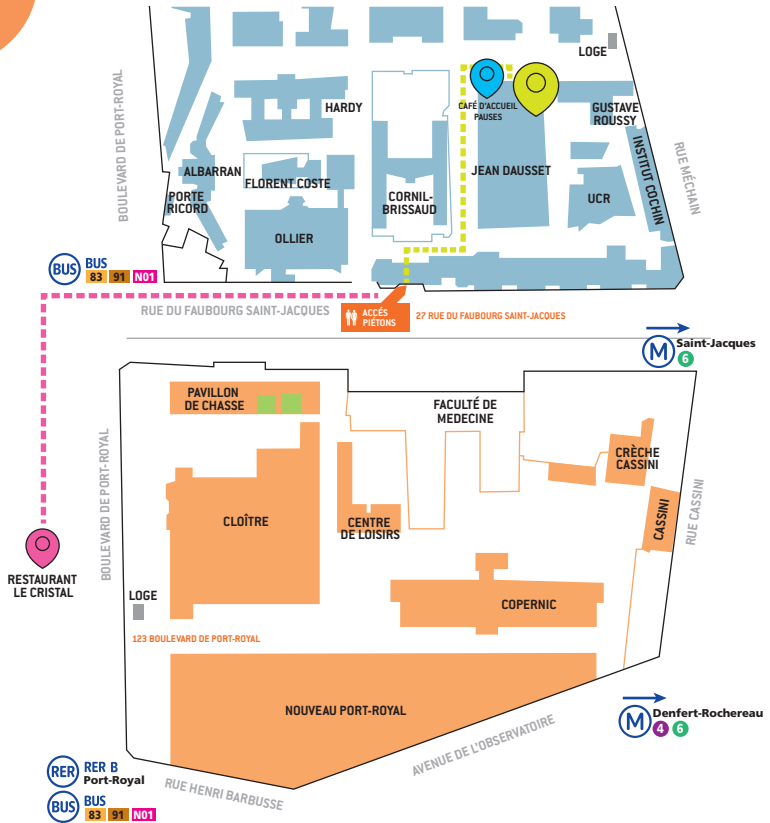 LOGE
BOULEVARD DE PORT-ROYAL
CAFÉ D'ACCUEIL
PAUSES
HARDY
GUSTAVE
ROUSSY
INSTITUT COCHIN
RUE MÉCHAIN
ALBARRAN
FLORENT COSTE
JEAN DAUSSET
PORTE
RICORD
CORNIL-
BRISSAUD
UCR
OLLIER
BUS
BUS
83 91 N01
RUE DU FAUBOURG SAINT-JACQUES
ACCÉS
PIÉTONS
27 RUE DU FAUBOURG SAINT-JACQUES
M
Saint-Jacques
6
PAVILLON
DE CHASSE
FACULTÉ DE
MEDECINE
CRÈCHE
CASSINI
BOULEVARD DE PORT-ROYAL
CLOÎTRE
CENTRE
DE LOISIRS
CASSINI
RUE CASSINI
RESTAURANT
LE CRISTAL
LOGE
COPERNIC
123 BOULEVARD DE PORT-ROYAL
NOUVEAU PORT-ROYAL
M
Denfert-Rochereau
4 6
AVENUE DE L'OBSERVATOIRE
RER
RER B
Port-Royal
RUE HENRI BARBUSSE
BUS
BUS
83 91 N01